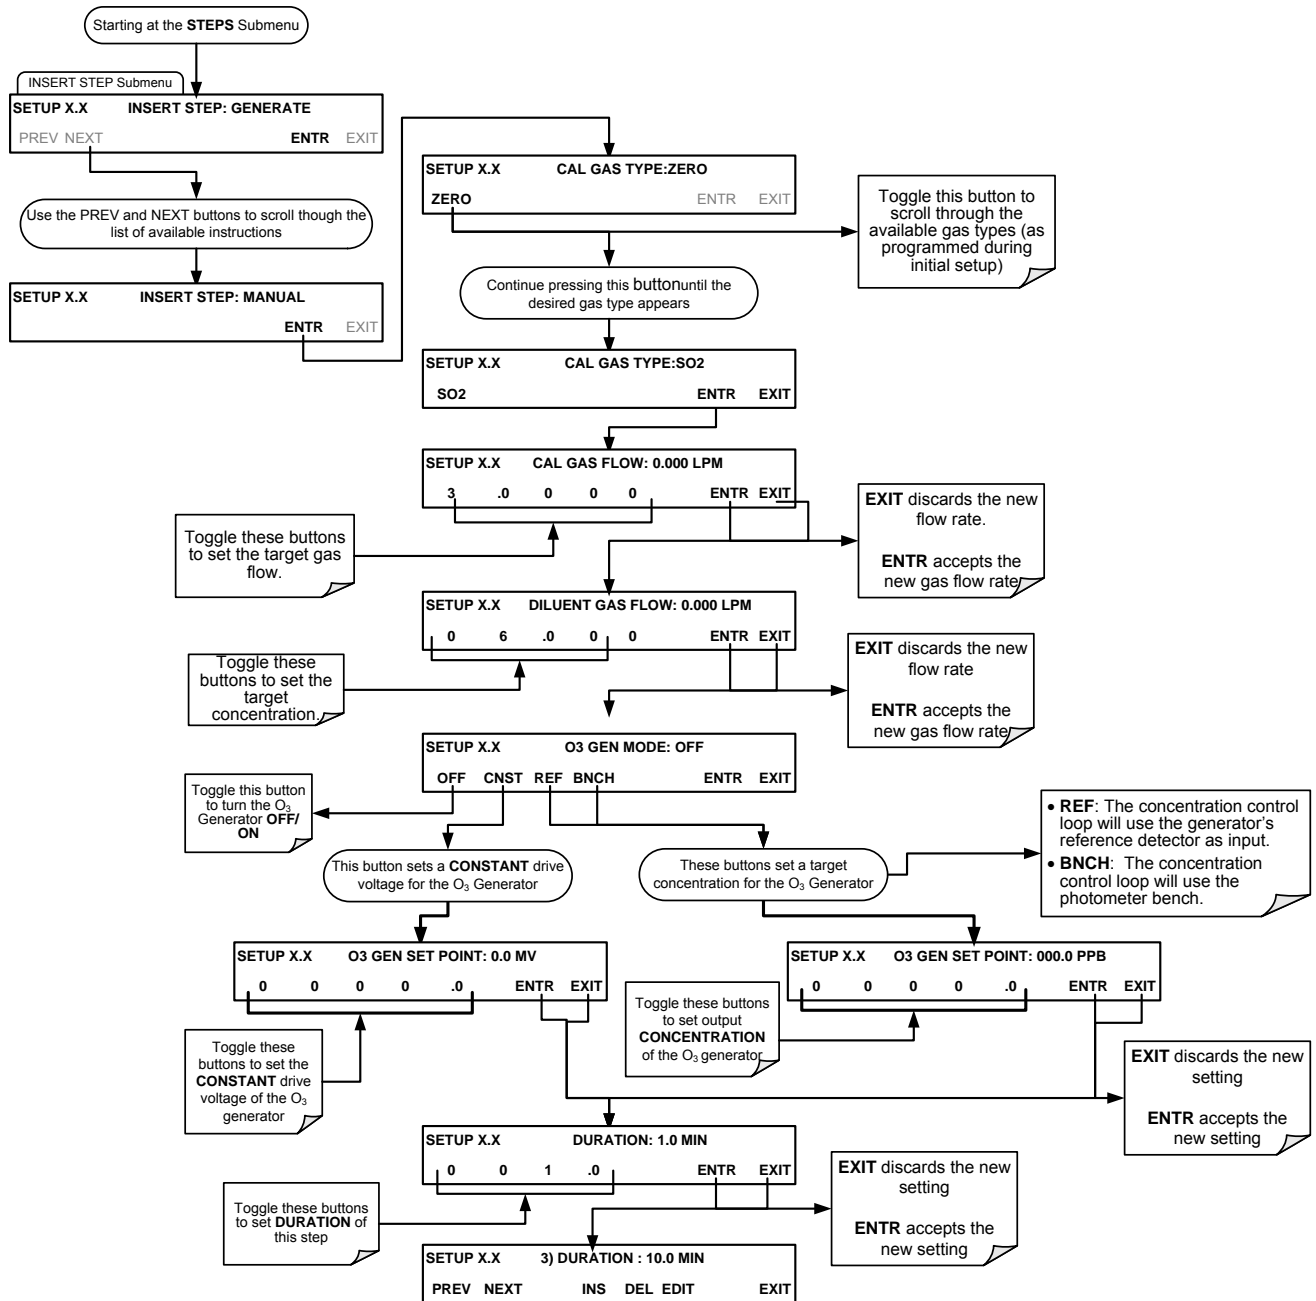 Starting at the STEPS Submenu
INSERT STEP Submenu
SETUP X.X INSERT STEP: GENERATE
PREV NEXT ENTR EXIT
Use the PREV and NEXT buttons to scroll though the
list of available instructions
SETUP X.X INSERT STEP: MANUAL
ENTR EXIT
SETUP X.X CAL GAS TYPE:ZERO
ZERO ENTR EXIT
Toggle this button to
scroll through the
available gas types (as
programmed during
initial setup)
Continue pressing this buttonuntil the
desired gas type appears
SETUP X.X CAL GAS TYPE:SO2
SO2 ENTR EXIT
SETUP X.X CAL GAS FLOW: 0.000 LPM
3 .0 0 0 0 ENTR EXIT
Toggle these buttons
to set the target gas
flow.
EXIT discards the new
flow rate.
ENTR accepts the
new gas flow rate
SETUP X.X DILUENT GAS FLOW: 0.000 LPM
0 6 .0 0 0 ENTR EXIT
Toggle these
buttons to set the
target
concentration.
EXIT discards the new
flow rate
ENTR accepts the
new gas flow rate
SETUP X.X O3 GEN MODE: OFF
OFF CNST REF BNCH ENTR EXIT
Toggle this button
to turn the O3
Generator OFF/
ON
This button sets a CONSTANT drive
voltage for the O3 Generator
These buttons set a target
concentration for the O3 Generator
• REF: The concentration control
loop will use the generator's
reference detector as input.
• BNCH: The concentration
control loop will use the
photometer bench.
SETUP X.X O3 GEN SET POINT: 0.0 MV
0 0 0 0 .0 ENTR EXIT
SETUP X.X O3 GEN SET POINT: 000.0 PPB
0 0 0 0 .0 ENTR EXIT
Toggle these
buttons to set the
CONSTANT drive
voltage of the O3
generator
Toggle these buttons
to set output
CONCENTRATION
of the O3 generator
EXIT discards the new
setting
ENTR accepts the
new setting
SETUP X.X DURATION: 1.0 MIN
0 0 1 .0 ENTR EXIT
Toggle these buttons
to set DURATION of
this step
EXIT discards the new
setting
ENTR accepts the
new setting
SETUP X.X 3) DURATION : 10.0 MIN
PREV NEXT INS DEL EDIT EXIT